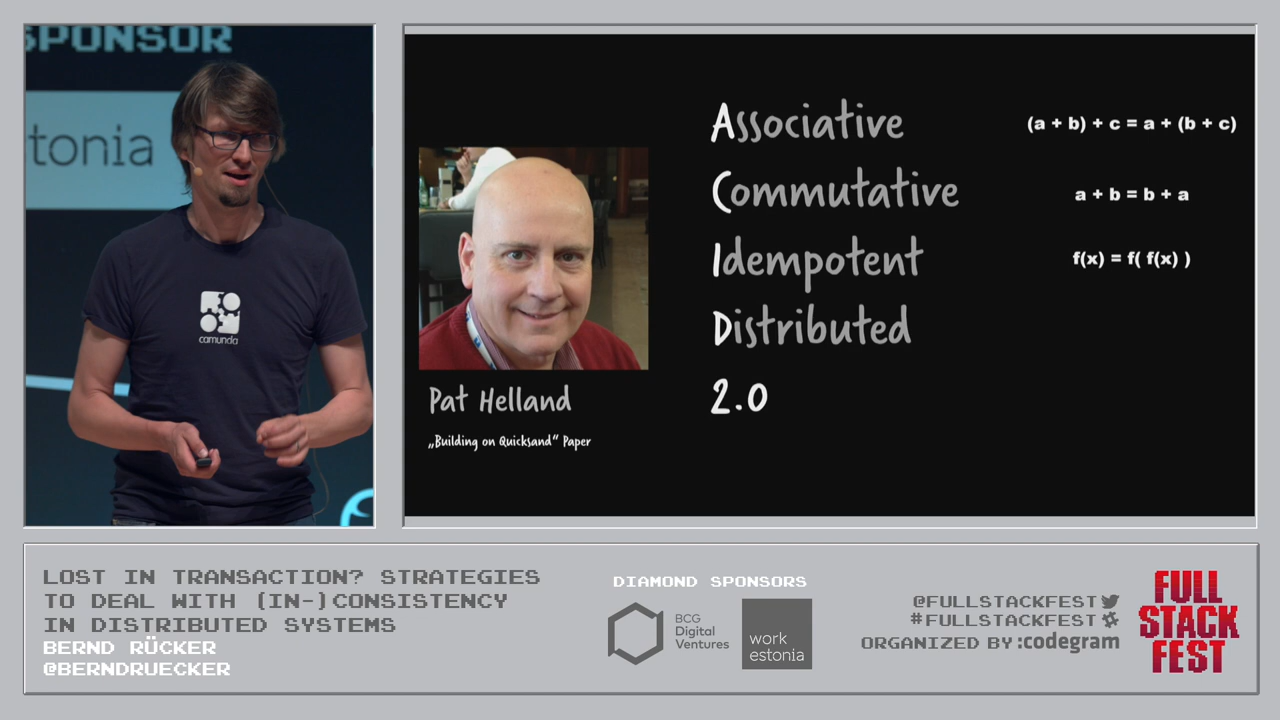 SPONSOR
tonia
camunda
Associative
(a + b) + c = a + (b + c)
Commutative
a + b = b + a
Idempotent
f(x) = f( f(x) )
Distributed
2.0
Pat Helland
„Building on Quicksand“ Paper
LOST IN TRANSACTION? STRATEGIES
TO DEAL WITH (IN-)CONSISTENCY
IN DISTRIBUTED SYSTEMS
BERND RÜCKER
@BERNDRUECKER
DIAMOND SPONSORS
BCG
Digital
Ventures
work
estonia
@FULLSTACKFEST
#FULLSTACKFEST
ORGANIZED BY :codegram
FULL
STACK
FEST